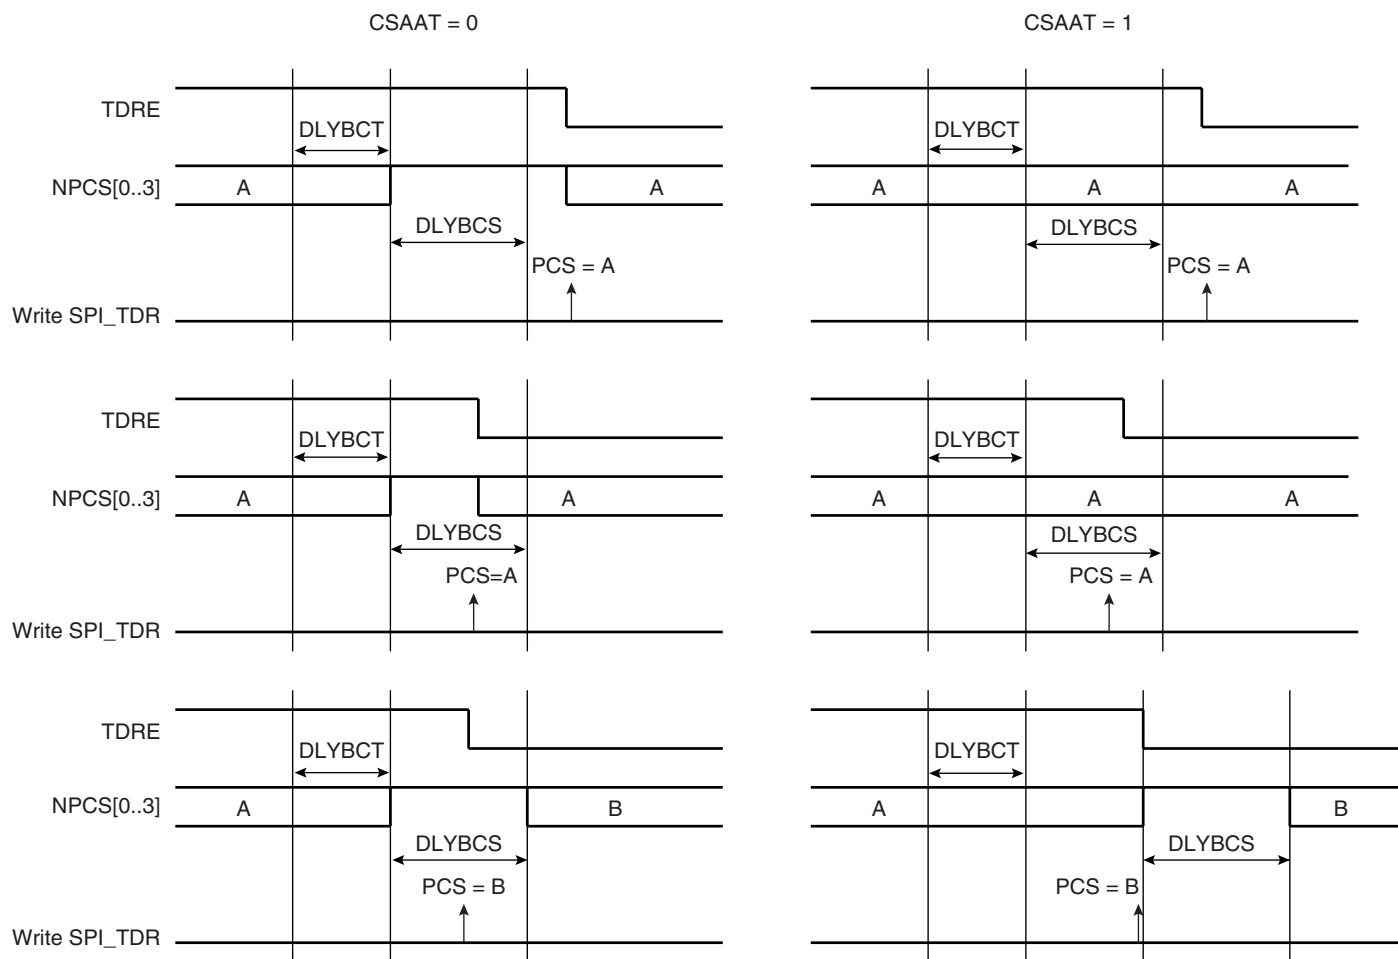 CSAAT = 0 CSAAT = 1
TDRE
DLYBCT DLYBCT
NPCS[0..3] A A A A A
DLYBCS DLYBCS
PCS = A PCS = A
Write SPI_TDR
TDRE
DLYBCT DLYBCT
NPCS[0..3] A A A A A
DLYBCS DLYBCS
PCS=A PCS = A
Write SPI_TDR
TDRE
DLYBCT DLYBCT
NPCS[0..3] A B A B
DLYBCS DLYBCS
PCS = B PCS = B
Write SPI_TDR